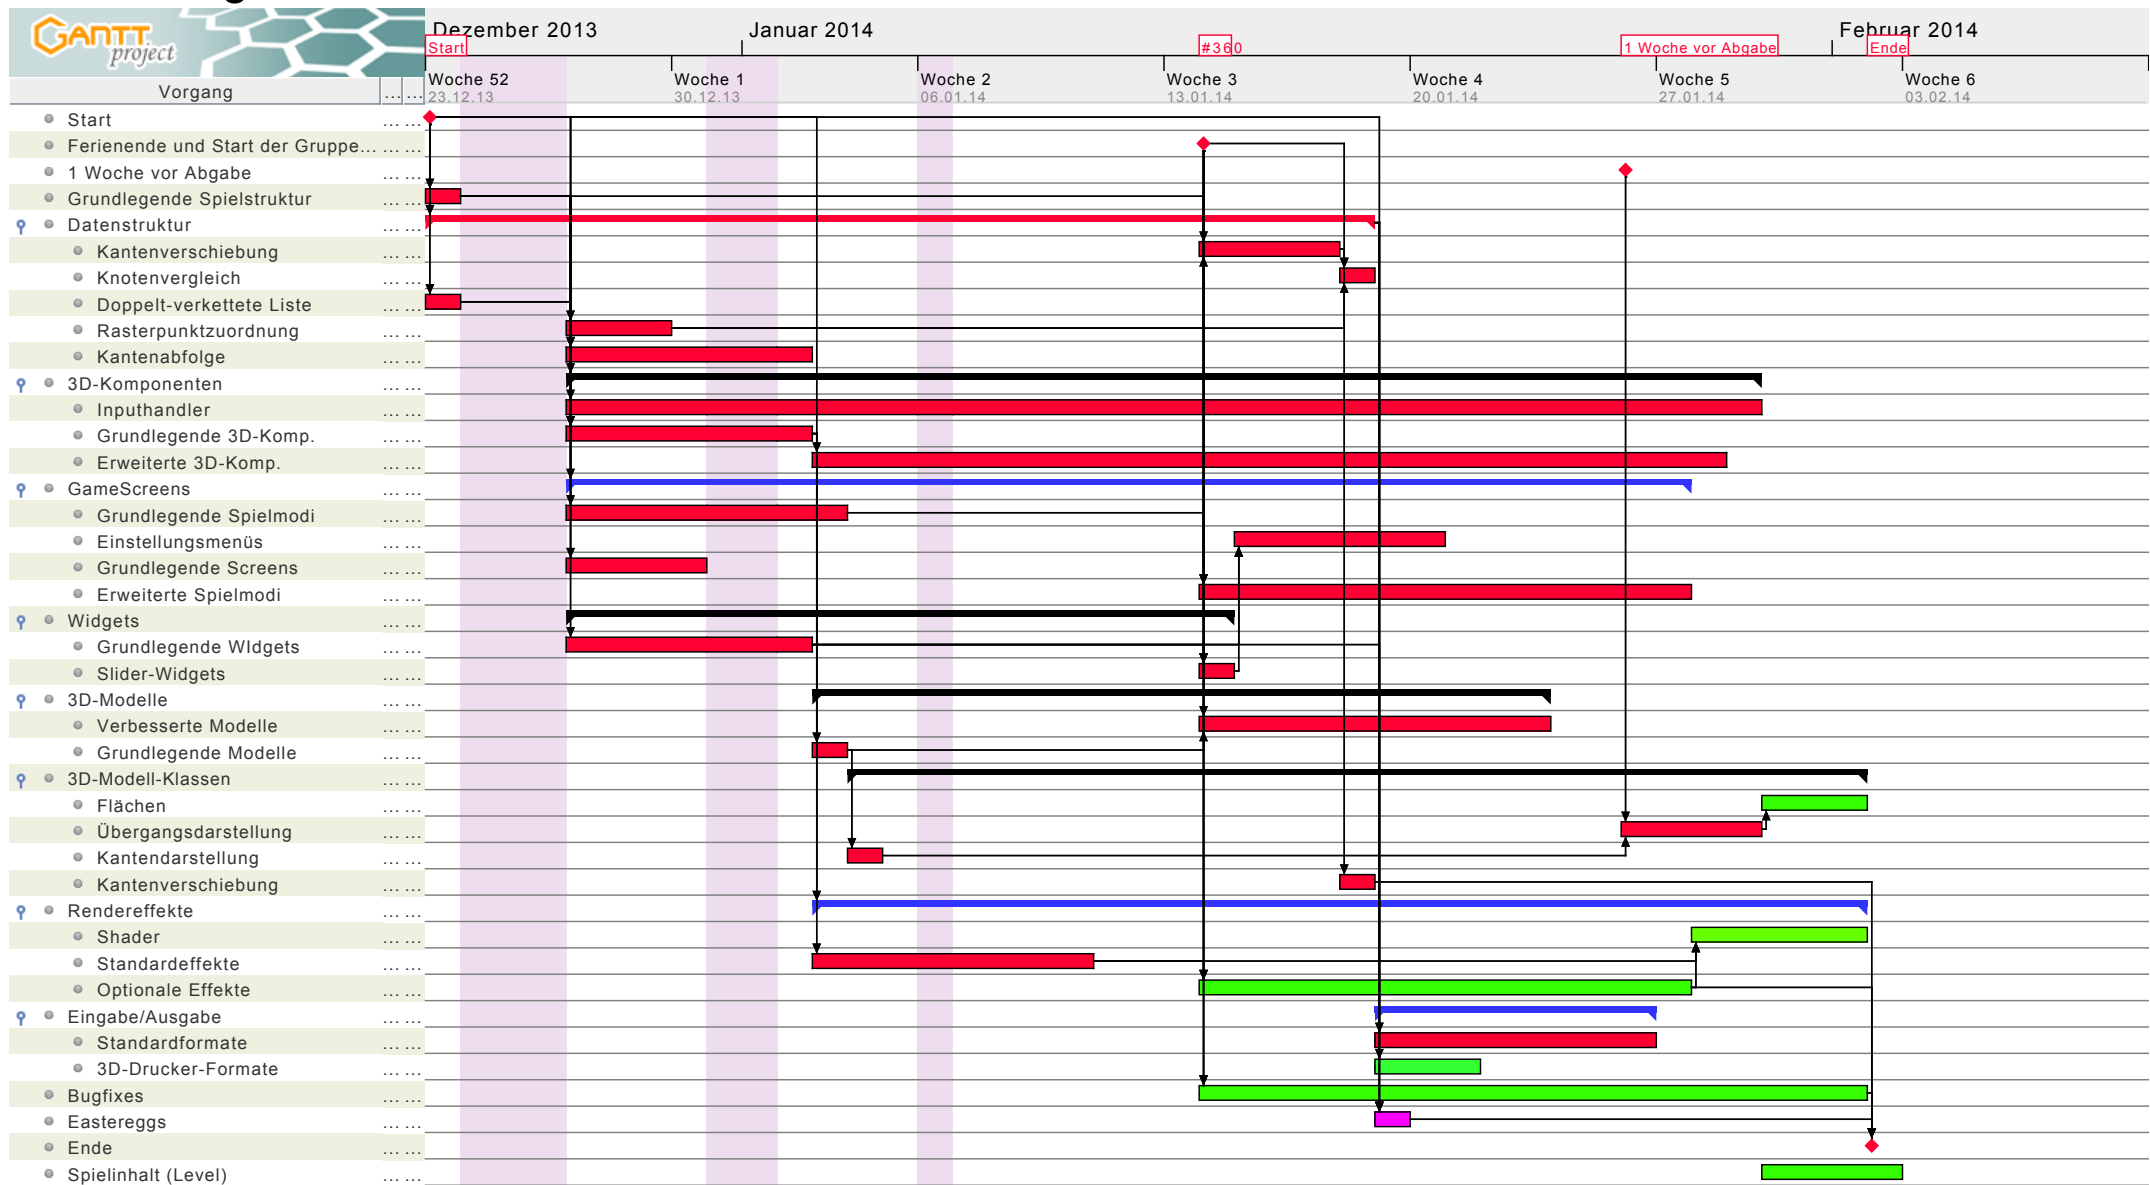 GANTT
project
Dezember 2013
Januar 2014
Februar 2014
Start
#360
1 Woche vor Abgabe
Ende
Woche 52
Woche 1
Woche 2
Woche 3
Woche 4
Woche 5
Woche 6
23.12.13
30.12.13
06.01.14
13.01.14
20.01.14
27.01.14
03.02.14
Vorgang ... ...
Start ... ...
Ferienende und Start der Gruppe... ... ...
1 Woche vor Abgabe ... ...
Grundlegende Spielstruktur ... ...
Datenstruktur ... ...
Kantenverschiebung ... ...
Knotenvergleich ... ...
Doppelt-verkettete Liste ... ...
Rasterpunktzuordnung ... ...
Kantenabfolge ... ...
3D-Komponenten ... ...
Inputhandler ... ...
Grundlegende 3D-Komp. ... ...
Erweiterte 3D-Komp. ... ...
GameScreens ... ...
Grundlegende Spielmodi ... ...
Einstellungsmenüs ... ...
Grundlegende Screens ... ...
Erweiterte Spielmodi ... ...
Widgets ... ...
Grundlegende WIdgets ... ...
Slider-Widgets ... ...
3D-Modelle ... ...
Verbesserte Modelle ... ...
Grundlegende Modelle ... ...
3D-Modell-Klassen ... ...
Flächen ... ...
Übergangsdarstellung ... ...
Kantendarstellung ... ...
Kantenverschiebung ... ...
Rendereffekte ... ...
Shader ... ...
Standardeffekte ... ...
Optionale Effekte ... ...
Eingabe/Ausgabe ... ...
Standardformate ... ...
3D-Drucker-Formate ... ...
Bugfixes ... ...
Eastereggs ... ...
Ende ... ...
Spielinhalt (Level) ... ...